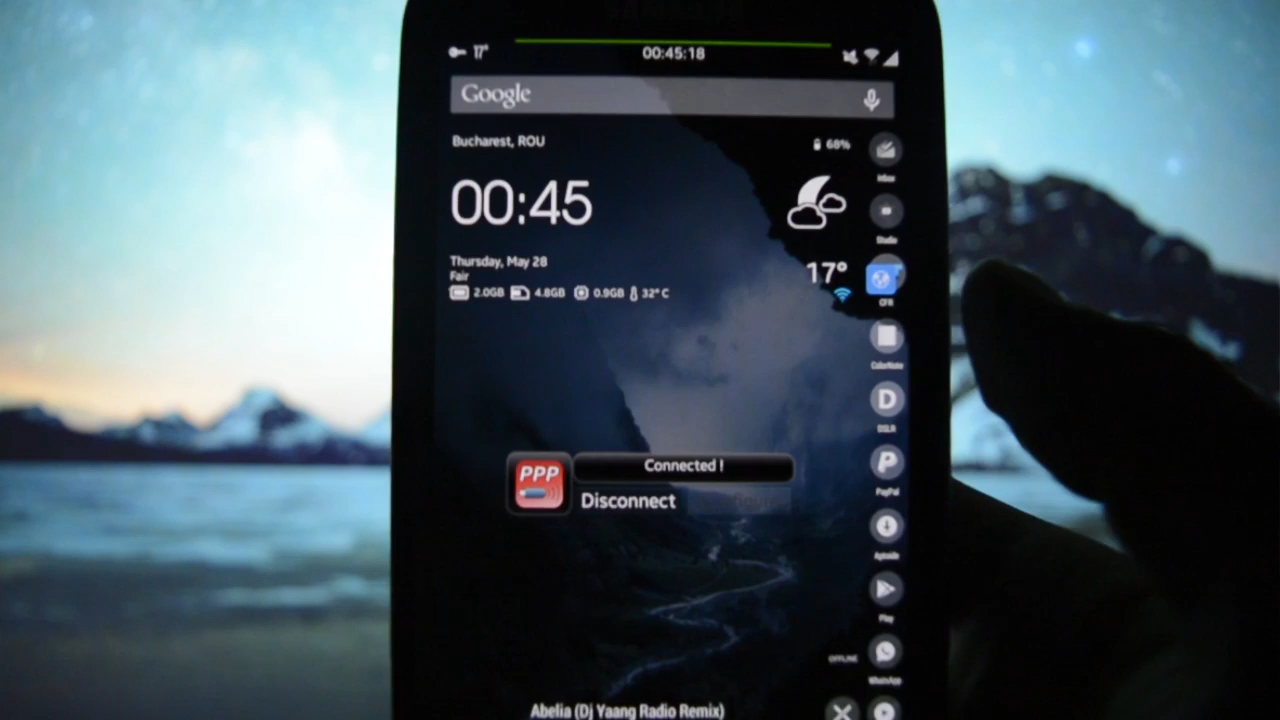 17°
00:45:18
Google
Bucharest, ROU
68%
00:45
Thursday, May 28
Fair
17°
2.0GB 4.8GB 0.9GB 32° C
Inbox
Studio
CFR
ColorNote
D
DSLR
PayPal
Aptoide
Play
WhatsApp
PPP
Connected !
Disconnect
OFFLINE
Abelia (Dj Yaang Radio Remix)